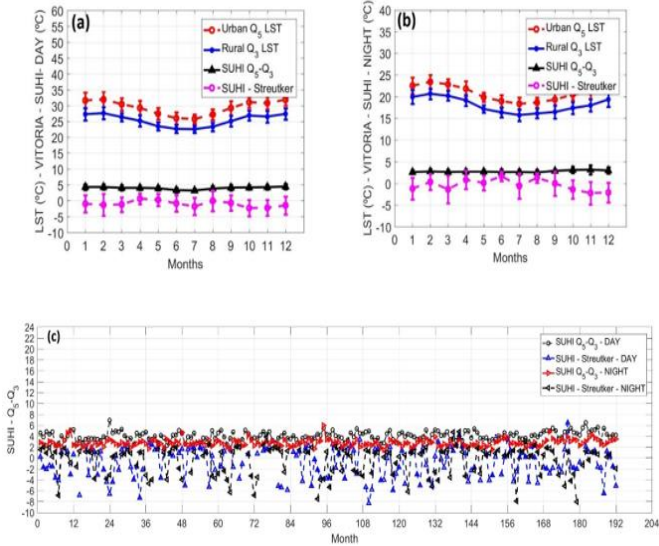 (a)
Urban Q5 LST
Rural Q3 LST
SUHI Q5-Q3
SUHI - Streutker
LST (ºC) - VITORIA - SUHI- DAY (ºC)
60
55
50
45
40
35
30
25
20
15
10
5
0
-5
-10
0 1 2 3 4 5 6 7 8 9 10 11 12
Months
(b)
Urban Q5 LST
Rural Q3 LST
SUHI Q5-Q3
SUHI - Streutker
LST (ºC) - VITORIA - SUHI - NIGHT (ºC)
40
35
30
25
20
15
10
5
0
-5
-10
0 1 2 3 4 5 6 7 8 9 10 11 12
Months
(c)
SUHI Q5-Q3 - DAY
SUHI - Streutker - DAY
SUHI Q5-Q3 - NIGHT
SUHI - Streutker - NIGHT
SUHI - Q5-Q3
24
22
20
18
16
14
12
10
8
6
4
2
0
-2
-4
-6
-8
-10
0 12 24 36 48 60 72 84 96 108 120 132 144 156 168 180 192 204
Month